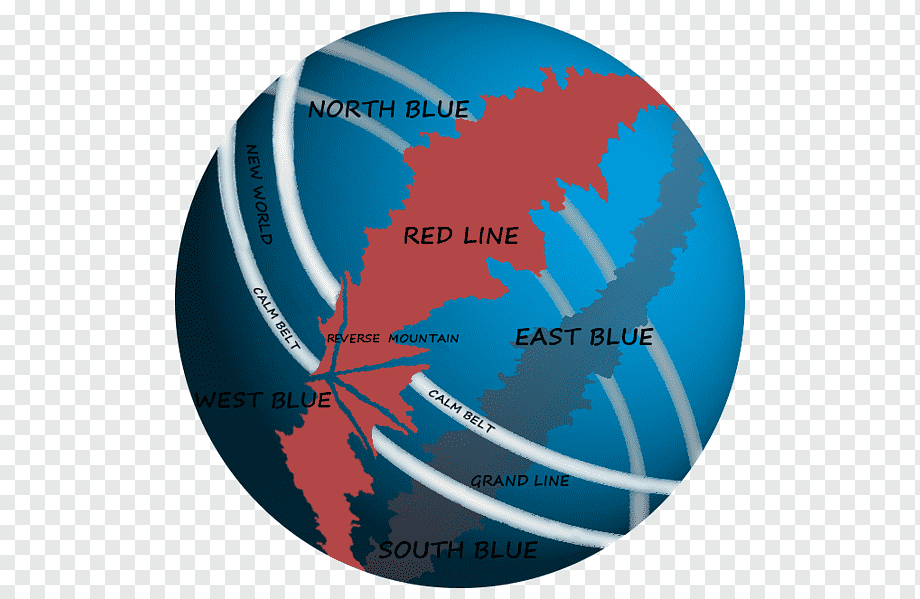 NORTH BLUE
NEW WORLD
RED LINE
CALM BELT
REVERSE MOUNTAIN
EAST BLUE
WEST BLUE
CALM BELT
GRAND LINE
SOUTH BLUE